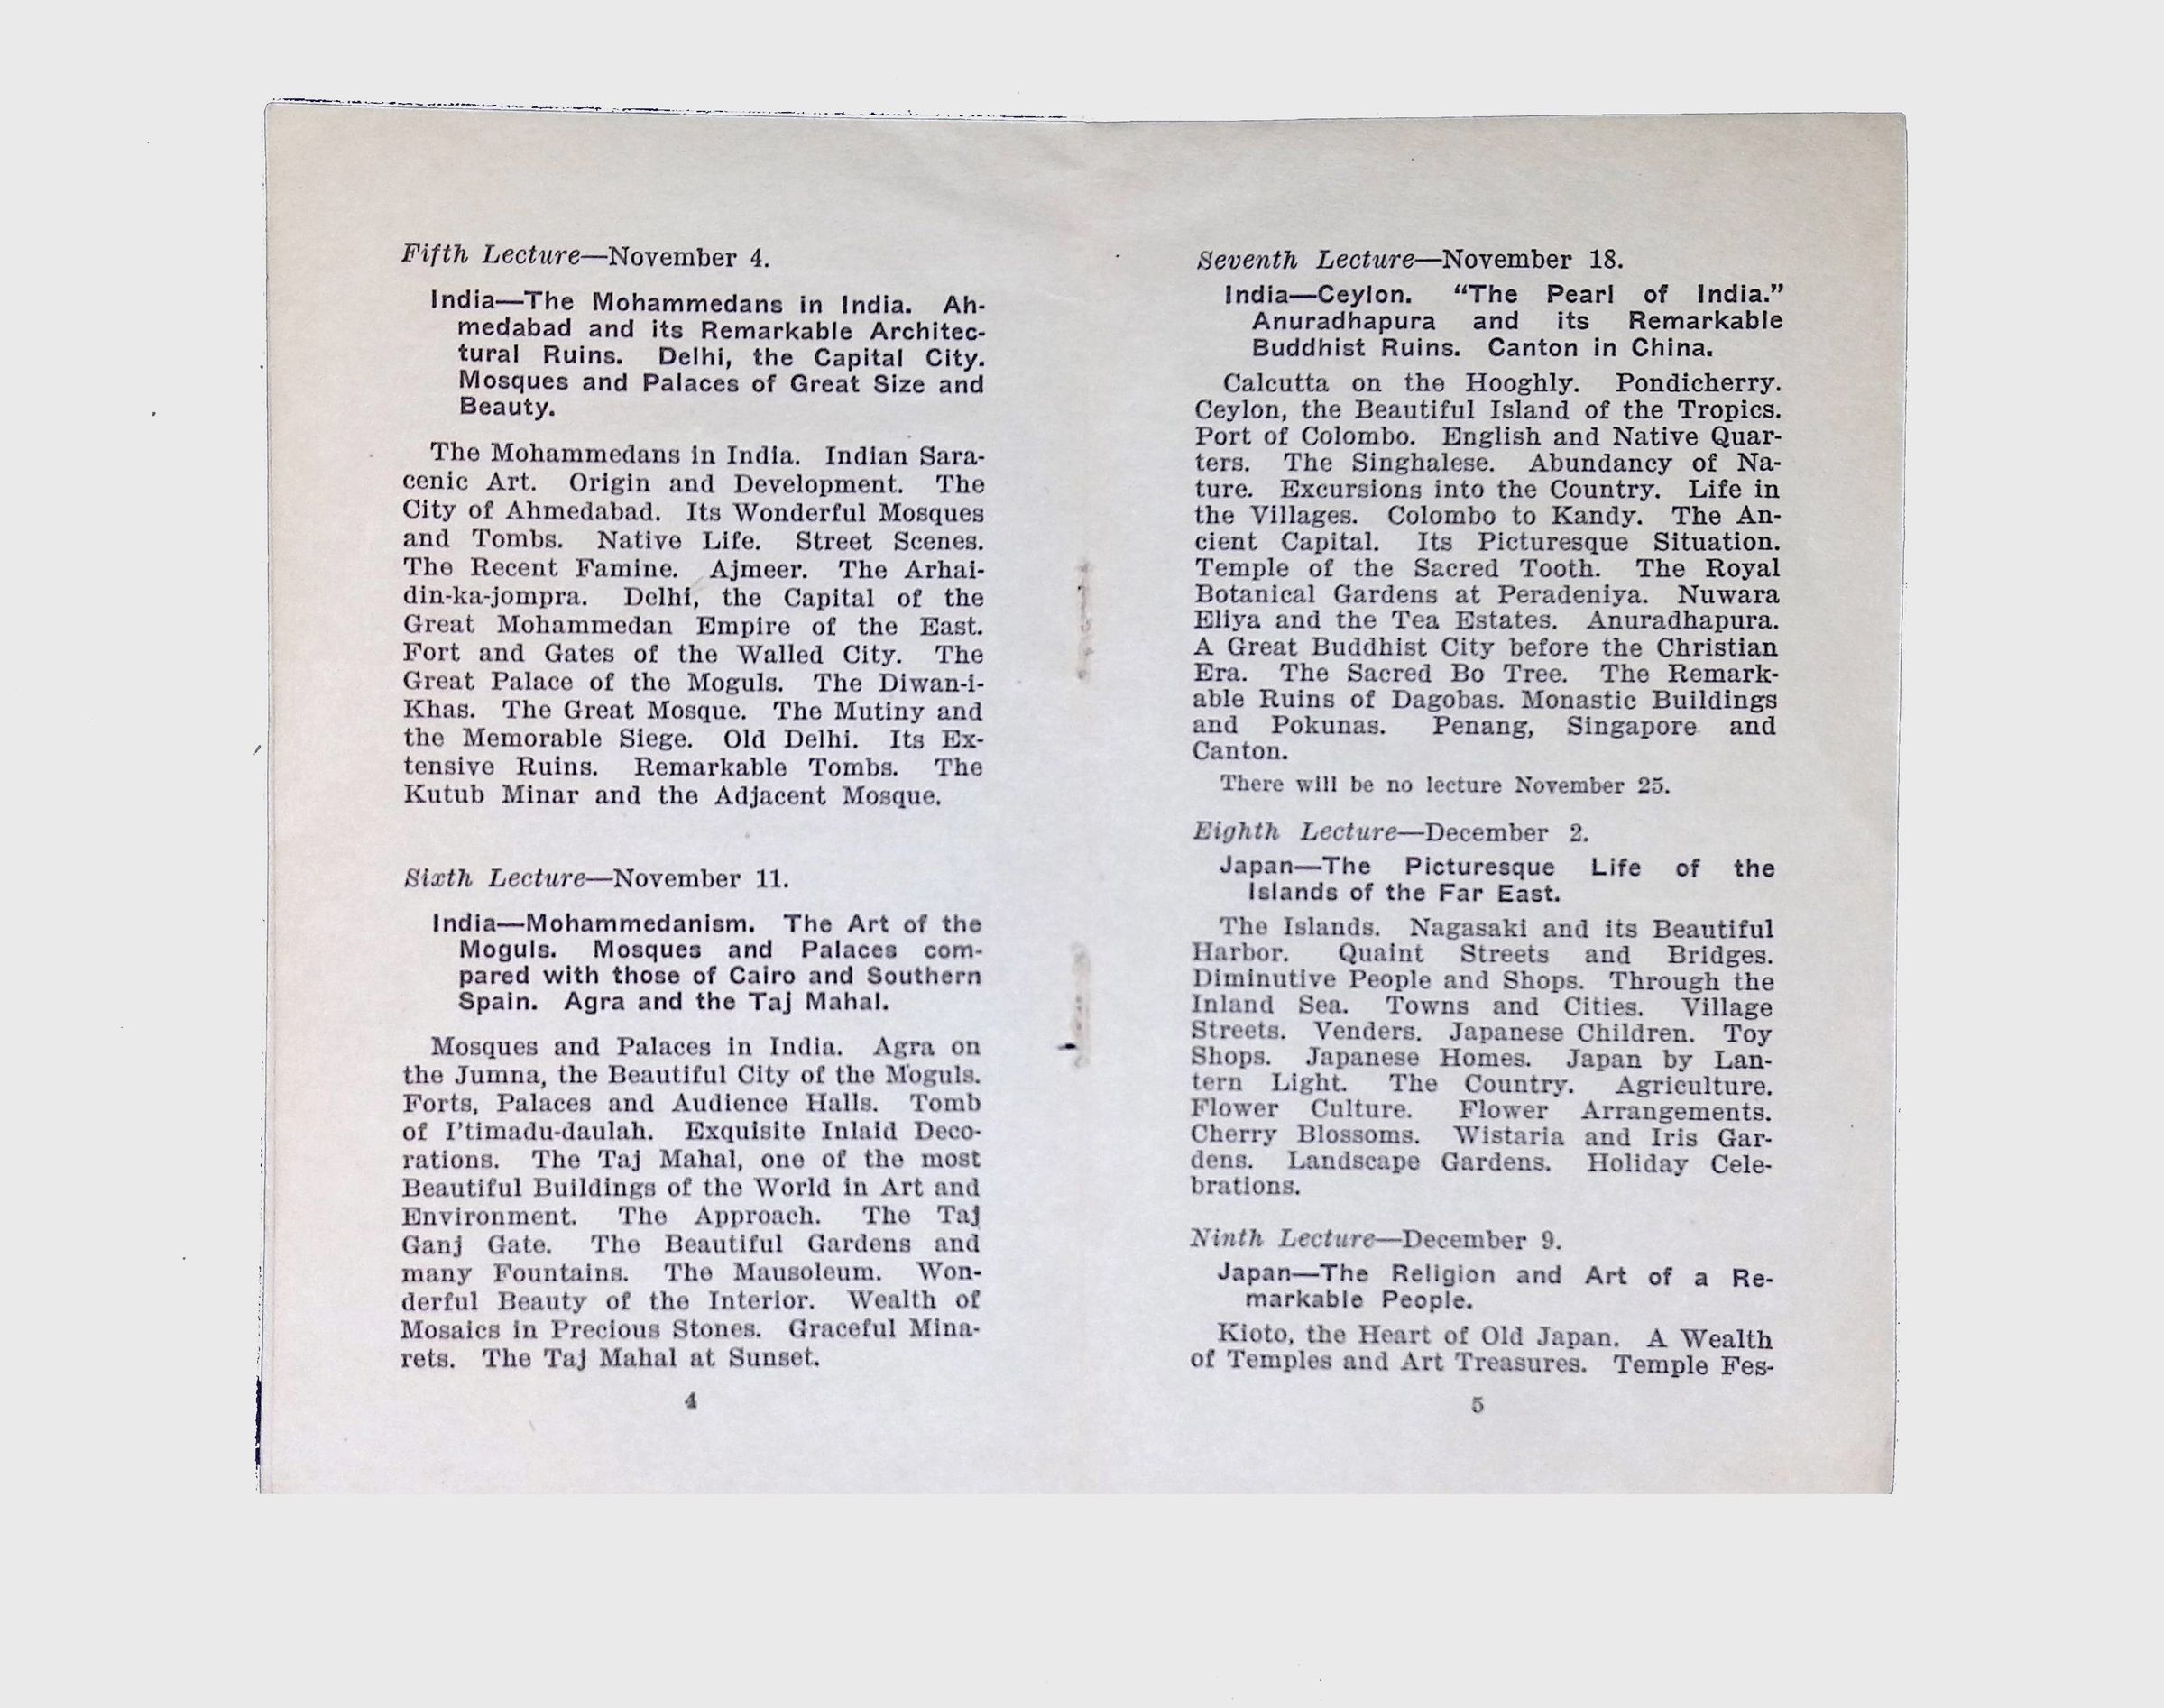 Fifth Lecture—November 4.
India—The Mohammedans in India. Ah-
medabad and its Remarkable Architec-
tural Ruins. Delhi, the Capital City.
Mosques and Palaces of Great Size and
Beauty.
The Mohammedans in India. Indian Sara-
cenic Art. Origin and Development. The
City of Ahmedabad. Its Wonderful Mosques
and Tombs. Native Life. Street Scenes.
The Recent Famine. Ajmeer. The Arhai-
din-ka-jompra. Delhi, the Capital of the
Great Mohammedan Empire of the East.
Fort and Gates of the Walled City. The
Great Palace of the Moguls. The Diwan-i-
Khas. The Great Mosque. The Mutiny and
the Memorable Siege. Old Delhi. Its Ex-
tensive Ruins. Remarkable Tombs. The
Kutub Minar and the Adjacent Mosque.
Sixth Lecture—November 11.
India—Mohammedanism. The Art of the
Moguls. Mosques and Palaces com-
pared with those of Cairo and Southern
Spain. Agra and the Taj Mahal.
Mosques and Palaces in India. Agra on
the Jumna, the Beautiful City of the Moguls.
Forts, Palaces and Audience Halls. Tomb
of I'timadu-daulah. Exquisite Inlaid Deco-
rations. The Taj Mahal, one of the most
Beautiful Buildings of the World in Art and
Environment. The Approach. The Taj
Ganj Gate. The Beautiful Gardens and
many Fountains. The Mausoleum. Won-
derful Beauty of the Interior. Wealth of
Mosaics in Precious Stones. Graceful Mina-
rets. The Taj Mahal at Sunset.
4
Seventh Lecture—November 18.
India—Ceylon. “The Pearl of India.”
Anuradhapura and its Remarkable
Buddhist Ruins. Canton in China.
Calcutta on the Hooghly. Pondicherry.
Ceylon, the Beautiful Island of the Tropics.
Port of Colombo. English and Native Quar-
ters. The Singhalese. Abundancy of Na-
ture. Excursions into the Country. Life in
the Villages. Colombo to Kandy. The An-
cient Capital. Its Picturesque Situation.
Temple of the Sacred Tooth. The Royal
Botanical Gardens at Peradeniya. Nuwara
Eliya and the Tea Estates. Anuradhapura.
A Great Buddhist City before the Christian
Era. The Sacred Bo Tree. The Remark-
able Ruins of Dagobas. Monastic Buildings
and Pokunas. Penang, Singapore and
Canton.
There will be no lecture November 25.
Eighth Lecture—December 2.
Japan—The Picturesque Life of the
Islands of the Far East.
The Islands. Nagasaki and its Beautiful
Harbor. Quaint Streets and Bridges.
Diminutive People and Shops. Through the
Inland Sea. Towns and Cities. Village
Streets. Venders. Japanese Children. Toy
Shops. Japanese Homes. Japan by Lan-
tern Light. The Country. Agriculture.
Flower Culture. Flower Arrangements.
Cherry Blossoms. Wistaria and Iris Gar-
dens. Landscape Gardens. Holiday Cele-
brations.
Ninth Lecture—December 9.
Japan—The Religion and Art of a Re-
markable People.
Kioto, the Heart of Old Japan. A Wealth
of Temples and Art Treasures. Temple Fes-
5